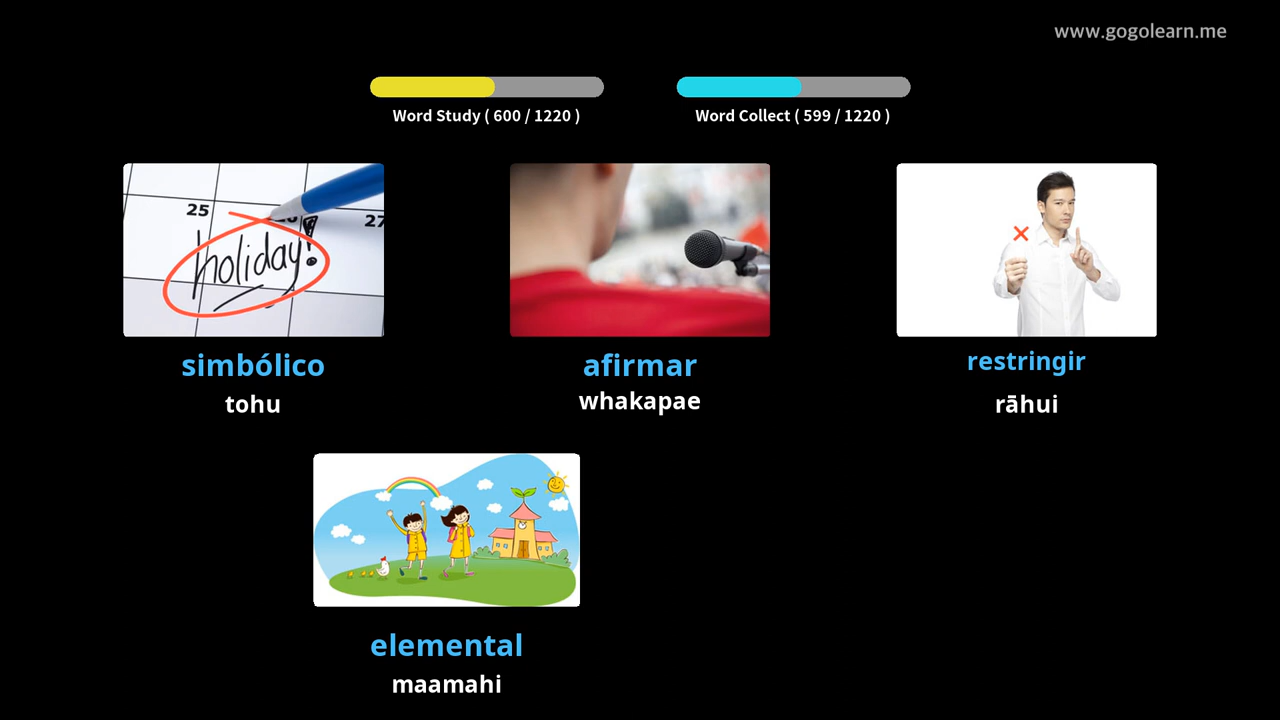 www.gogolearn.me
Word Study ( 600 / 1220 )
Word Collect ( 599 / 1220 )
25
27
holiday!
simbólico
afirmar
restringir
tohu
whakapae
rāhui
elemental
maamahi